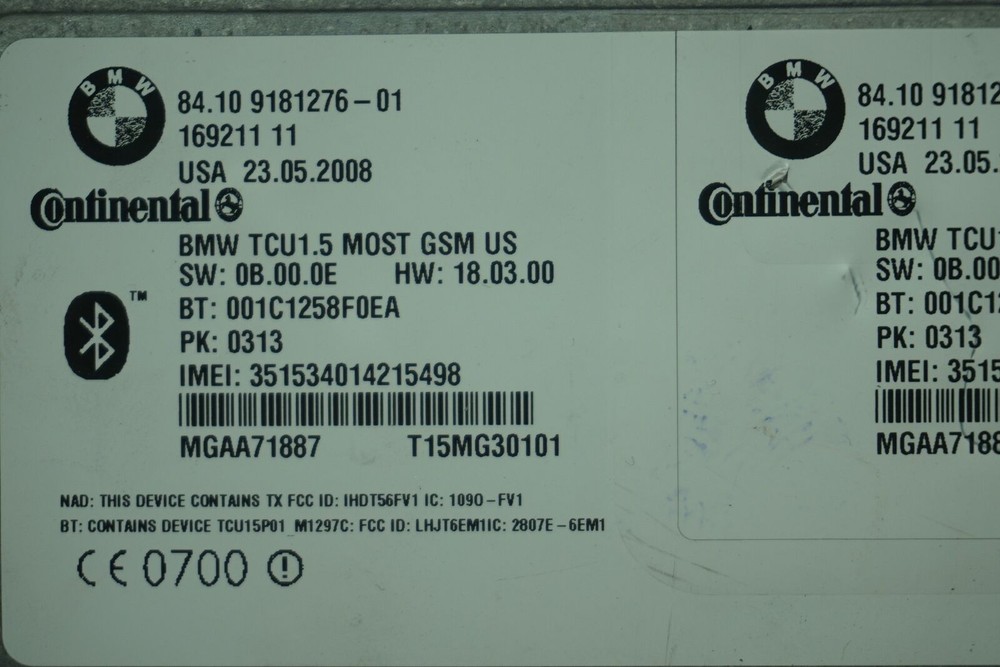 BMW
84.10 9181276-01
169211 11
USA 23.05.2008
Continental
BMW TCU1.5 MOST GSM US
SW: 0B.00.0E HW: 18.03.00
BT: 001C1258F0EA
TM
PK: 0313
IMEI: 351534014215498
MGAA71887 T15MG30101
NAD: THIS DEVICE CONTAINS TX FCC ID: IHDT56FV1 IC: 1090-FV1
BT: CONTAINS DEVICE TCU15P01_M1297C: FCC ID: LHJT6EM1IC: 2807E-6EM1
CE 0700
BMW
84.10 91812
169211 11
USA 23.05.
Continental
BMW TCU1
SW: 0B.00
BT: 001C12
PK: 0313
IMEI: 3515
MGAA7188